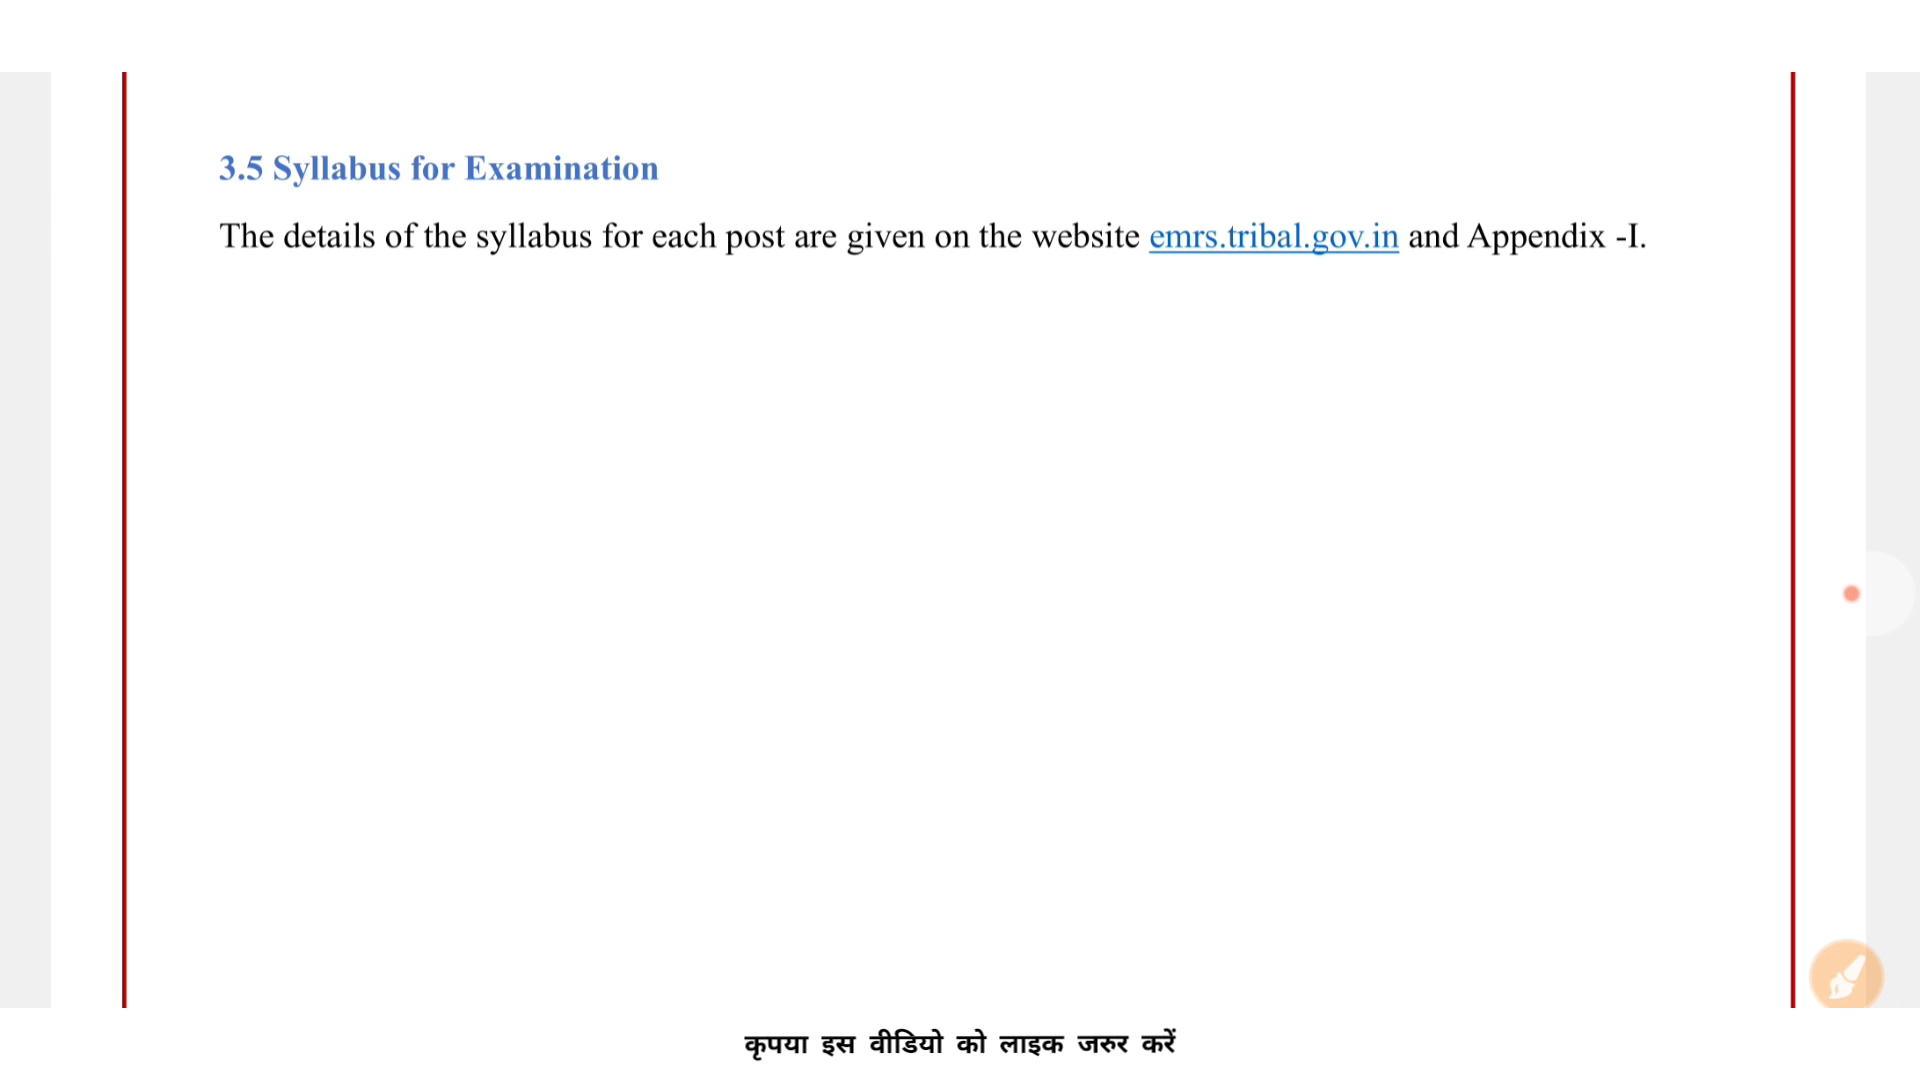 3.5 Syllabus for Examination
The details of the syllabus for each post are given on the website emrs.tribal.gov.in and Appendix -I.
कृपया इस वीडियो को लाइक जरुर करें